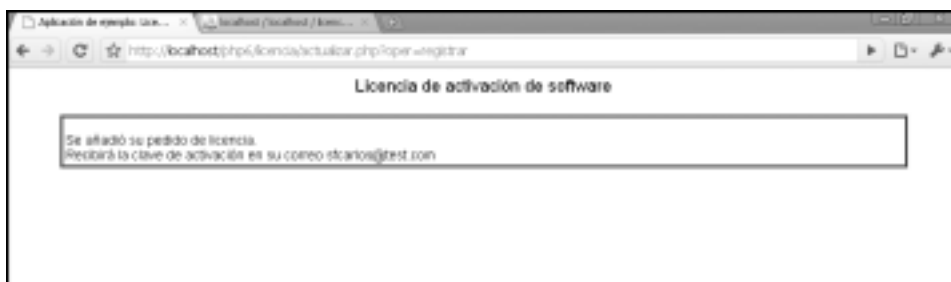 Aplicación de ejemplo: Lice...
localhost / localhost / licenc...
http://localhost/php6/licencia/actualizar.php?oper=registrar
Licencia de activación de software
Se añadió su pedido de licencia.
Recibirá la clave de activación en su correo sfcarlos@test.com